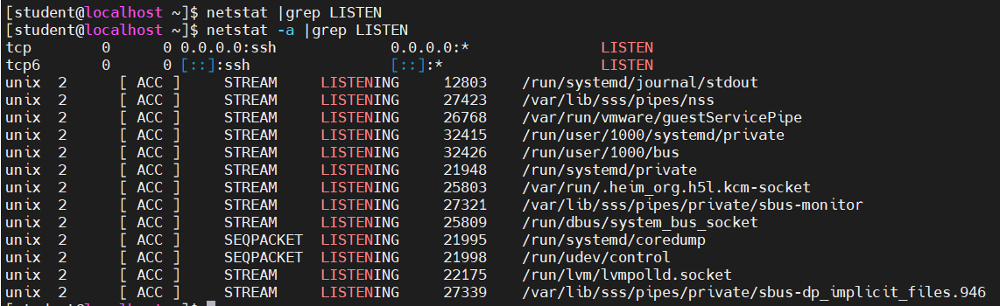 [student@localhost ~]$ netstat |grep LISTEN
[student@localhost ~]$ netstat -a |grep LISTEN
tcp        0      0 0.0.0.0:ssh             0.0.0.0:*               LISTEN
tcp6       0      0 [::]:ssh                [::]:*                  LISTEN
unix  2      [ ACC ]     STREAM     LISTENING     12803    /run/systemd/journal/stdout
unix  2      [ ACC ]     STREAM     LISTENING     27423    /var/lib/sss/pipes/nss
unix  2      [ ACC ]     STREAM     LISTENING     26768    /var/run/vmware/guestServicePipe
unix  2      [ ACC ]     STREAM     LISTENING     32415    /run/user/1000/systemd/private
unix  2      [ ACC ]     STREAM     LISTENING     32426    /run/user/1000/bus
unix  2      [ ACC ]     STREAM     LISTENING     21948    /run/systemd/private
unix  2      [ ACC ]     STREAM     LISTENING     25803    /var/run/.heim_org.h5l.kcm-socket
unix  2      [ ACC ]     STREAM     LISTENING     27321    /var/lib/sss/pipes/private/sbus-monitor
unix  2      [ ACC ]     STREAM     LISTENING     25809    /run/dbus/system_bus_socket
unix  2      [ ACC ]     SEQPACKET  LISTENING     21995    /run/systemd/coredump
unix  2      [ ACC ]     SEQPACKET  LISTENING     21998    /run/udev/control
unix  2      [ ACC ]     STREAM     LISTENING     22175    /run/lvm/lvmpolld.socket
unix  2      [ ACC ]     STREAM     LISTENING     27339    /var/lib/sss/pipes/private/sbus-dp_implicit_files.946
[student@localhost ~]$